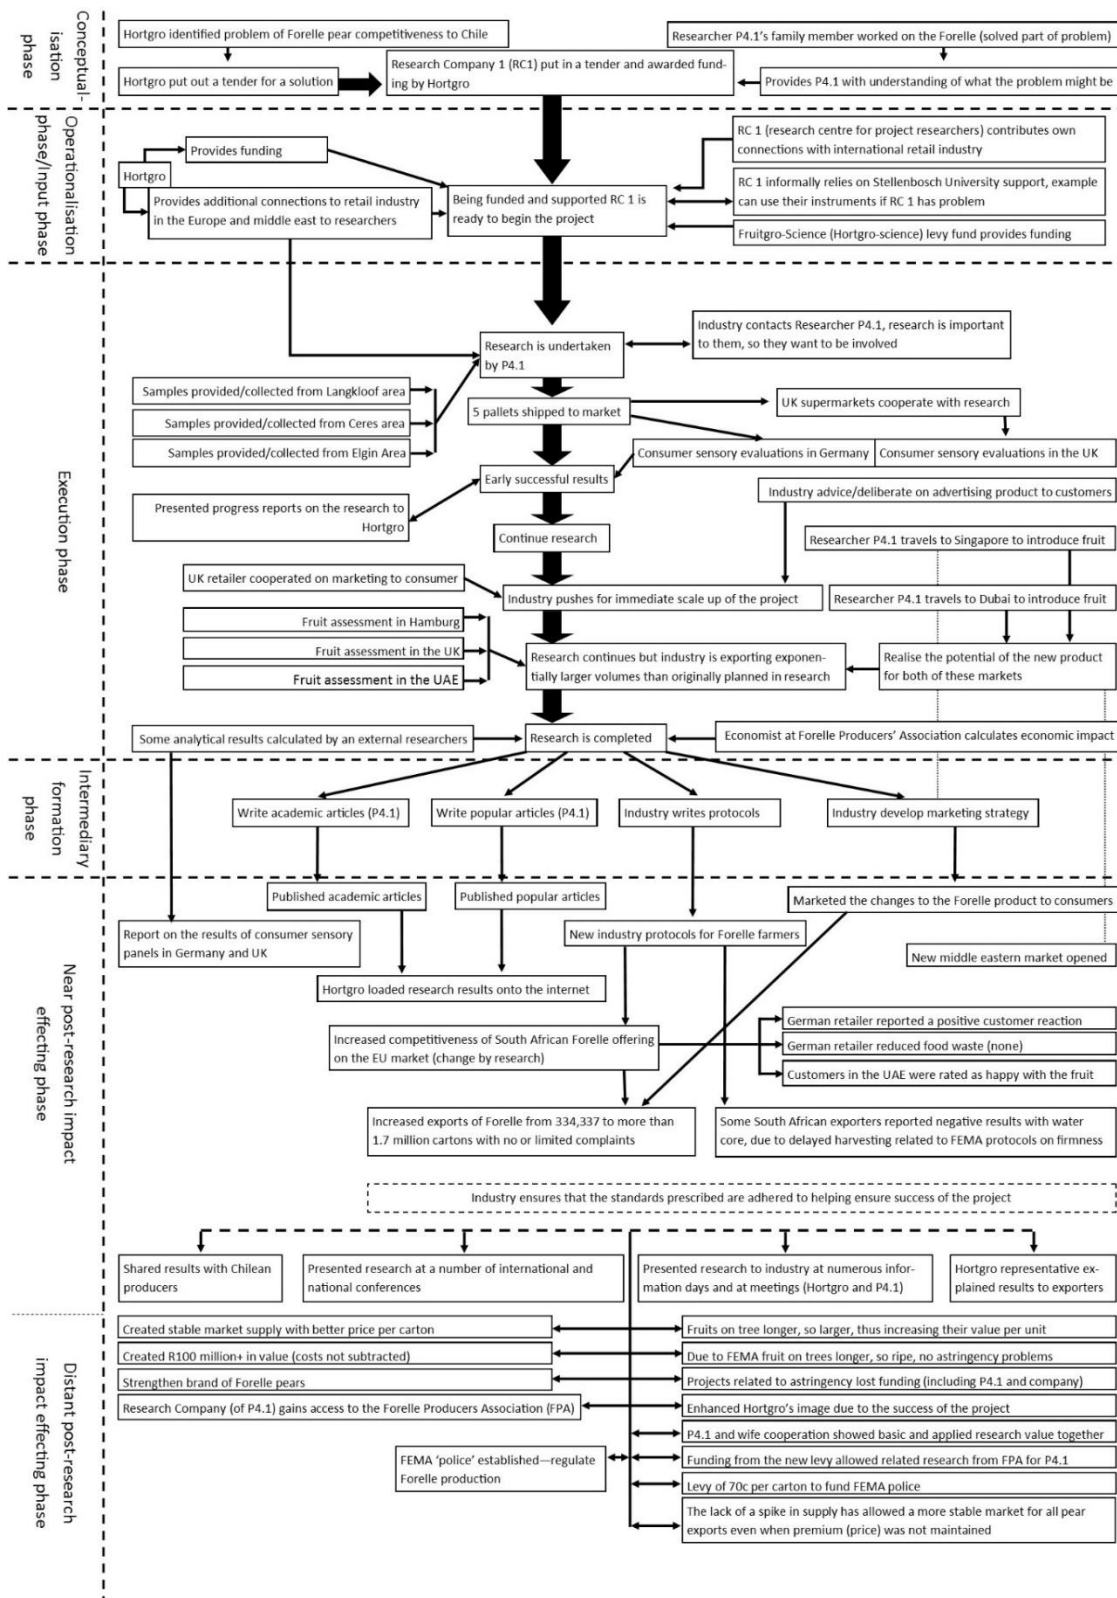 Conceptual-
isation
phase
Hortgro identified problem of Forelle pear competitiveness to Chile
Researcher P4.1's family member worked on the Forelle (solved part of problem)
Hortgro put out a tender for a solution
Research Company 1 (RC1) put in a tender and awarded fund-
ing by Hortgro
Provides P4.1 with understanding of what the problem might be
Operationalisation
phase/Input phase
Provides funding
Hortgro
Provides additional connections to retail industry
in the Europe and middle east to researchers
Being funded and supported RC 1 is
ready to begin the project
RC 1 (research centre for project researchers) contributes own
connections with international retail industry
RC 1 informally relies on Stellenbosch University support, example
can use their instruments if RC 1 has problem
Fruitgro-Science (Hortgro-science) levy fund provides funding
Execution phase
Research is undertaken
by P4.1
Industry contacts Researcher P4.1, research is important
to them, so they want to be involved
Samples provided/collected from Langkloof area
Samples provided/collected from Ceres area
Samples provided/collected from Elgin Area
5 pallets shipped to market
UK supermarkets cooperate with research
Consumer sensory evaluations in Germany
Consumer sensory evaluations in the UK
Early successful results
Presented progress reports on the research to
Hortgro
Industry advice/deliberate on advertising product to customers
Continue research
Researcher P4.1 travels to Singapore to introduce fruit
UK retailer cooperated on marketing to consumer
Industry pushes for immediate scale up of the project
Researcher P4.1 travels to Dubai to introduce fruit
Fruit assessment in Hamburg
Fruit assessment in the UK
Fruit assessment in the UAE
Research continues but industry is exporting exponen-
tially larger volumes than originally planned in research
Realise the potential of the new product
for both of these markets
Some analytical results calculated by an external researchers
Research is completed
Economist at Forelle Producers' Association calculates economic impact
Intermediary
formation
phase
Write academic articles (P4.1)
Write popular articles (P4.1)
Industry writes protocols
Industry develop marketing strategy
Near post-research impact
effecting phase
Published academic articles
Published popular articles
Marketed the changes to the Forelle product to consumers
Report on the results of consumer sensory
panels in Germany and UK
New industry protocols for Forelle farmers
New middle eastern market opened
Hortgro loaded research results onto the internet
Increased competitiveness of South African Forelle offering
on the EU market (change by research)
German retailer reported a positive customer reaction
German retailer reduced food waste (none)
Customers in the UAE were rated as happy with the fruit
Increased exports of Forelle from 334,337 to more than
1.7 million cartons with no or limited complaints
Some South African exporters reported negative results with water
core, due to delayed harvesting related to FEMA protocols on firmness
Industry ensures that the standards prescribed are adhered to helping ensure success of the project
Shared results with Chilean
producers
Presented research at a number of international and
national conferences
Presented research to industry at numerous infor-
mation days and at meetings (Hortgro and P4.1)
Hortgro representative ex-
plained results to exporters
Distant post-research
impact effecting phase
Created stable market supply with better price per carton
Fruits on tree longer, so larger, thus increasing their value per unit
Created R100 million+ in value (costs not subtracted)
Due to FEMA fruit on trees longer, so ripe, no astringency problems
Strengthen brand of Forelle pears
Projects related to astringency lost funding (including P4.1 and company)
Research Company (of P4.1) gains access to the Forelle Producers Association (FPA)
Enhanced Hortgro's image due to the success of the project
P4.1 and wife cooperation showed basic and applied research value together
FEMA 'police' established—regulate
Forelle production
Funding from the new levy allowed related research from FPA for P4.1
Levy of 70c per carton to fund FEMA police
The lack of a spike in supply has allowed a more stable market for all pear
exports even when premium (price) was not maintained